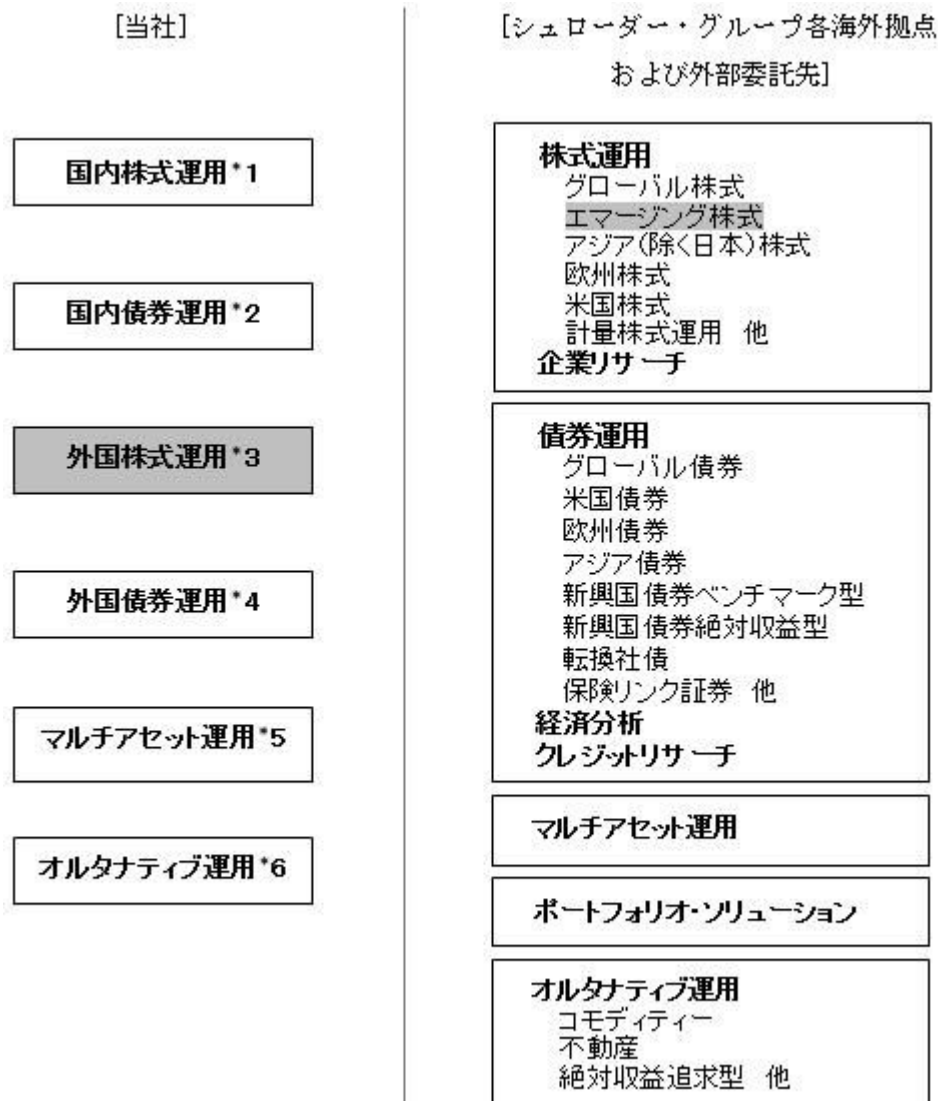 [当社]
国内株式運用*1
国内債券運用*2
外国株式運用*3
外国債券運用*4
マルチアセット運用*5
オルタナティブ運用*6
[シュローダー・グループ各海外拠点
および外部委託先]
株式運用
グローバル株式
エマージング株式
アジア(除く日本)株式
欧州株式
米国株式
計量株式運用 他
企業リサーチ
債券運用
グローバル債券
米国債券
欧州債券
アジア債券
新興国債券ベンチマーク型
新興国債券絶対収益型
転換社債
保険リンク証券 他
経済分析
クレジットリサーチ
マルチアセット運用
ポートフォリオ・ソリューション
オルタナティブ運用
コモディティー
不動産
絶対収益追求型 他